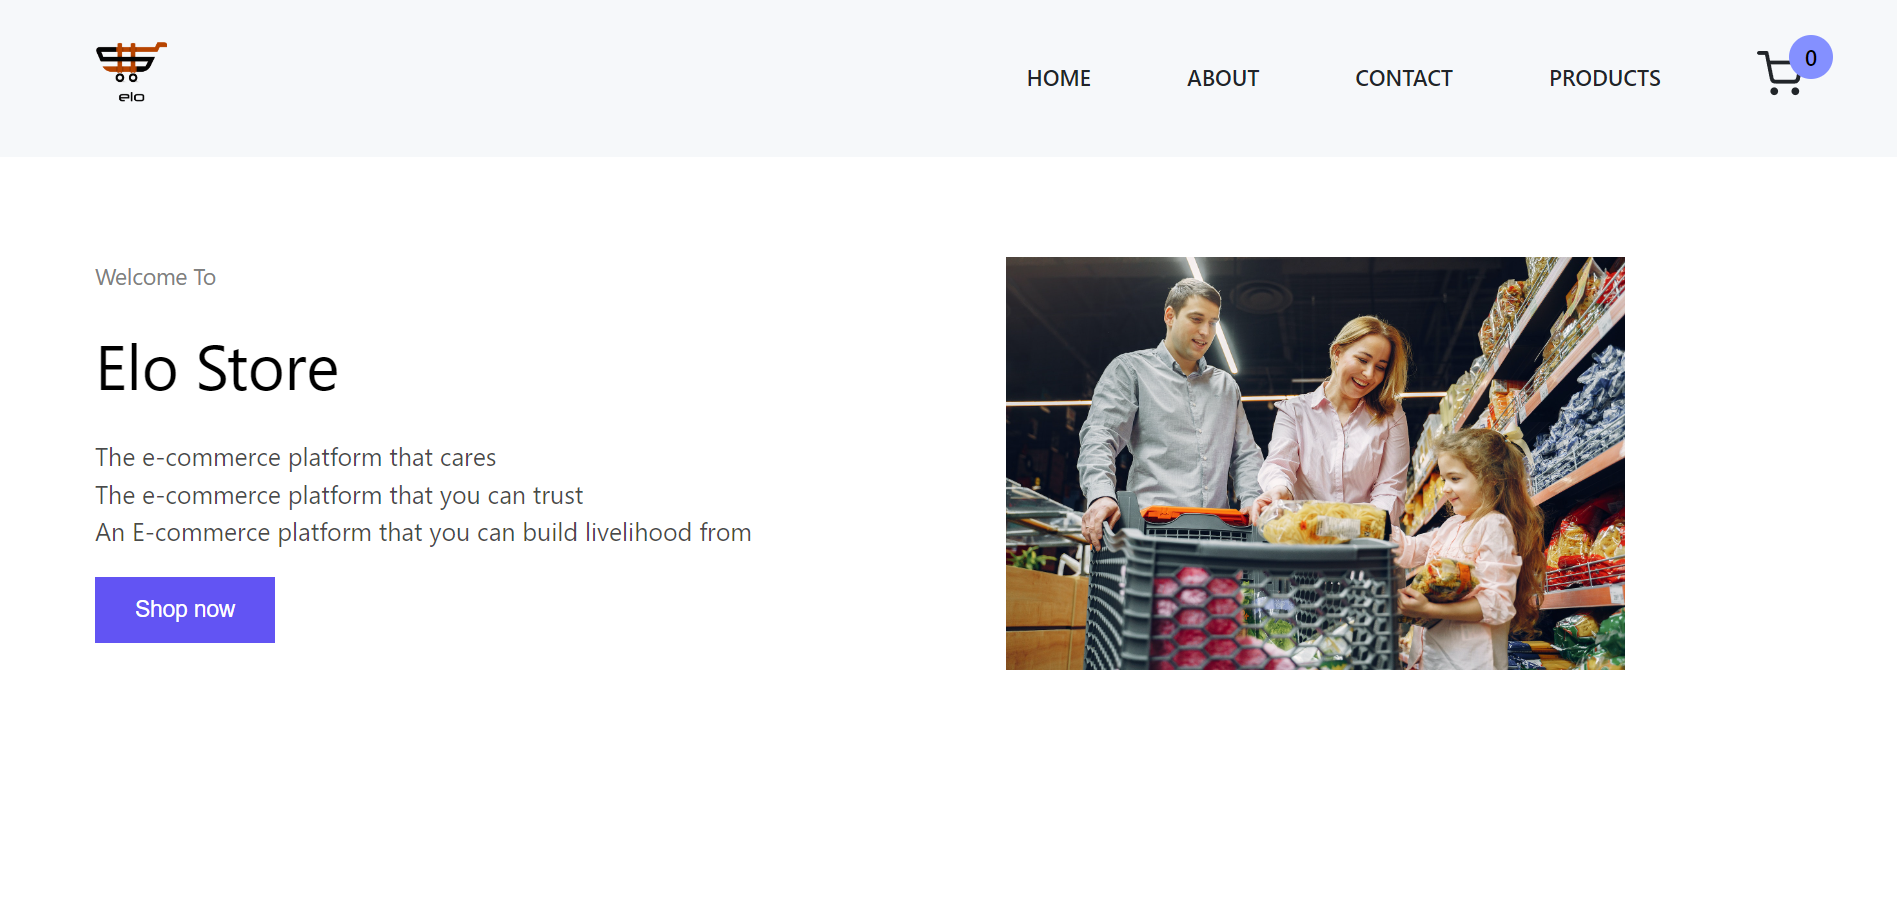 elo
HOME ABOUT CONTACT PRODUCTS 0
Welcome To
Elo Store
The e-commerce platform that cares
The e-commerce platform that you can trust
An E-commerce platform that you can build livelihood from
Shop now